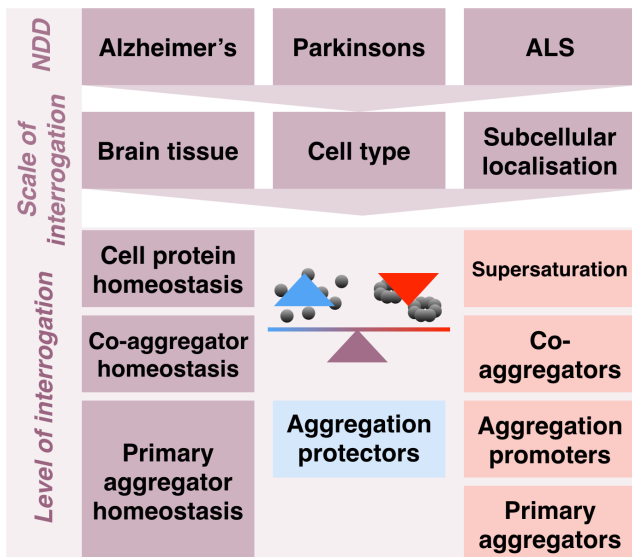 NDD
Alzheimer's
Parkinsons
ALS
Scale of
interrogation
Brain tissue
Cell type
Subcellular
localisation
Level of interrogation
Cell protein
homeostasis
Supersaturation
Co-aggregator
homeostasis
Co-
aggregators
Primary
aggregator
homeostasis
Aggregation
protectors
Aggregation
promoters
Primary
aggregators